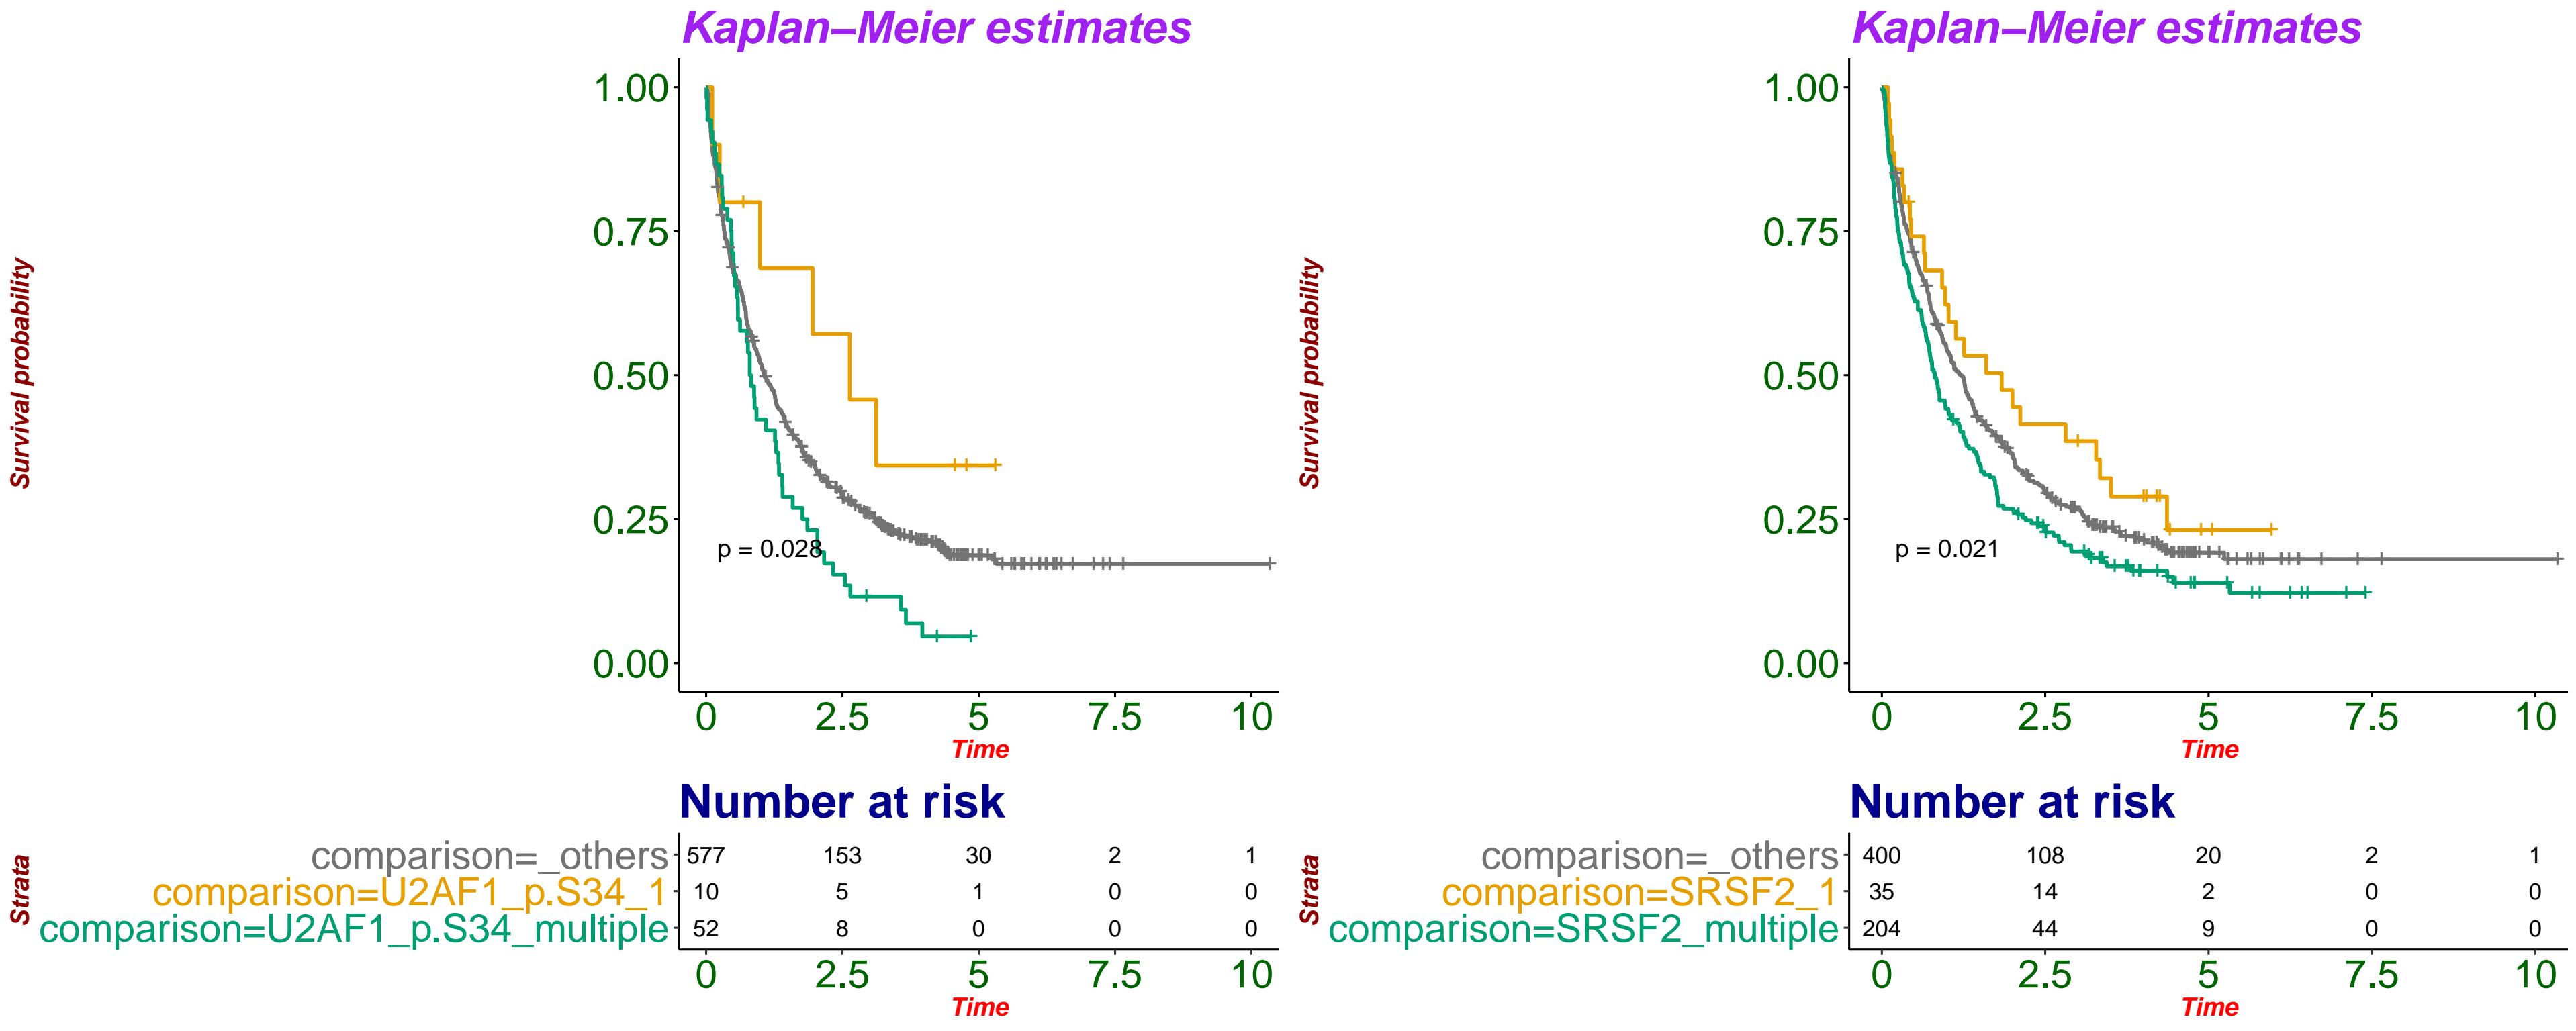 Kaplan–Meier estimates
Survival probability
1.00
0.75
0.50
0.25
0.00
p = 0.028
0 2.5 5 7.5 10
Time
Number at risk
Strata
comparison=_others 577 153 30 2 1
comparison=U2AF1_p.S34_1 10 5 1 0 0
comparison=U2AF1_p.S34_multiple 52 8 0 0 0
0 2.5 5 7.5 10
Time
Kaplan–Meier estimates
Survival probability
1.00
0.75
0.50
0.25
0.00
p = 0.021
0 2.5 5 7.5 10
Time
Number at risk
Strata
comparison=_others 400 108 20 2 1
comparison=SRSF2_1 35 14 2 0 0
comparison=SRSF2_multiple 204 44 9 0 0
0 2.5 5 7.5 10
Time